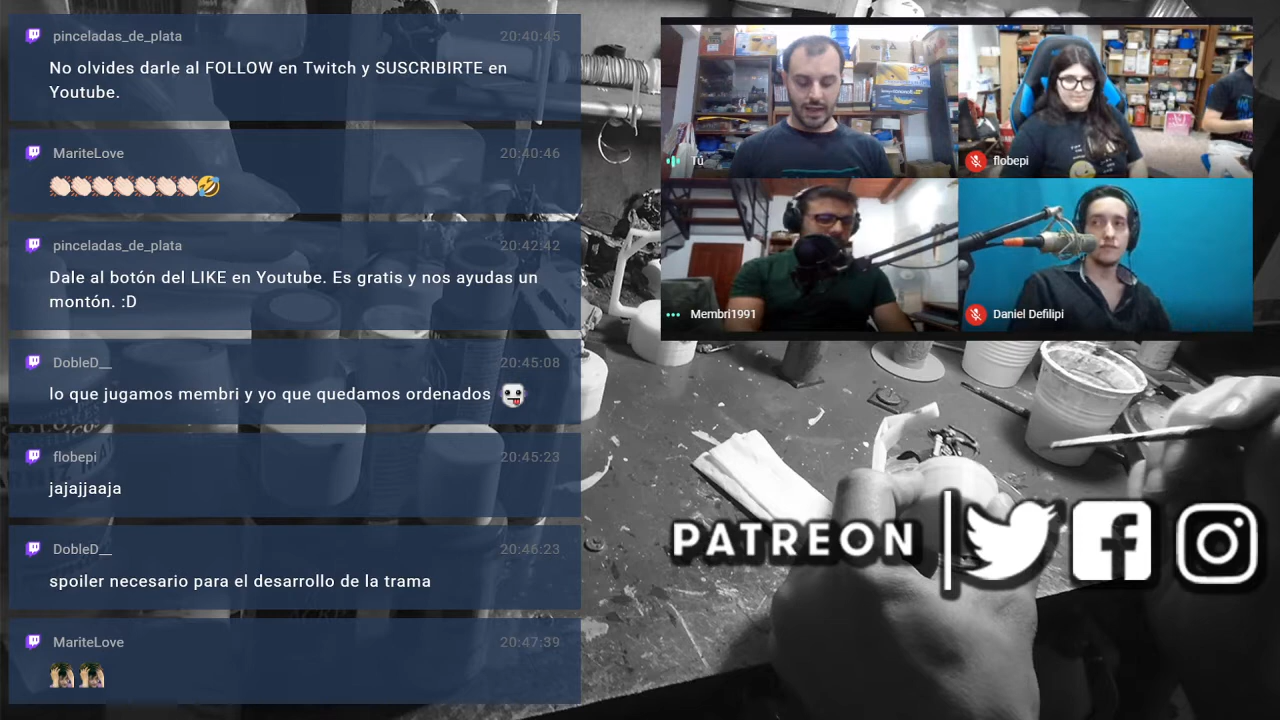 pinceladas_de_plata 20:40:45
No olvides darle al FOLLOW en Twitch y SUSCRIBIRTE en
Youtube.
MariteLove 20:40:46
pinceladas_de_plata 20:42:42
Dale al botón del LIKE en Youtube. Es gratis y nos ayudas un
montón. :D
DobleD__ 20:45:08
lo que jugamos membri y yo que quedamos ordenados
flobepi 20:45:23
jajajjaaja
DobleD__ 20:46:23
spoiler necesario para el desarrollo de la trama
MariteLove 20:47:39
Tú
flobepi
Membri1991
Daniel Defilipi
PATREON